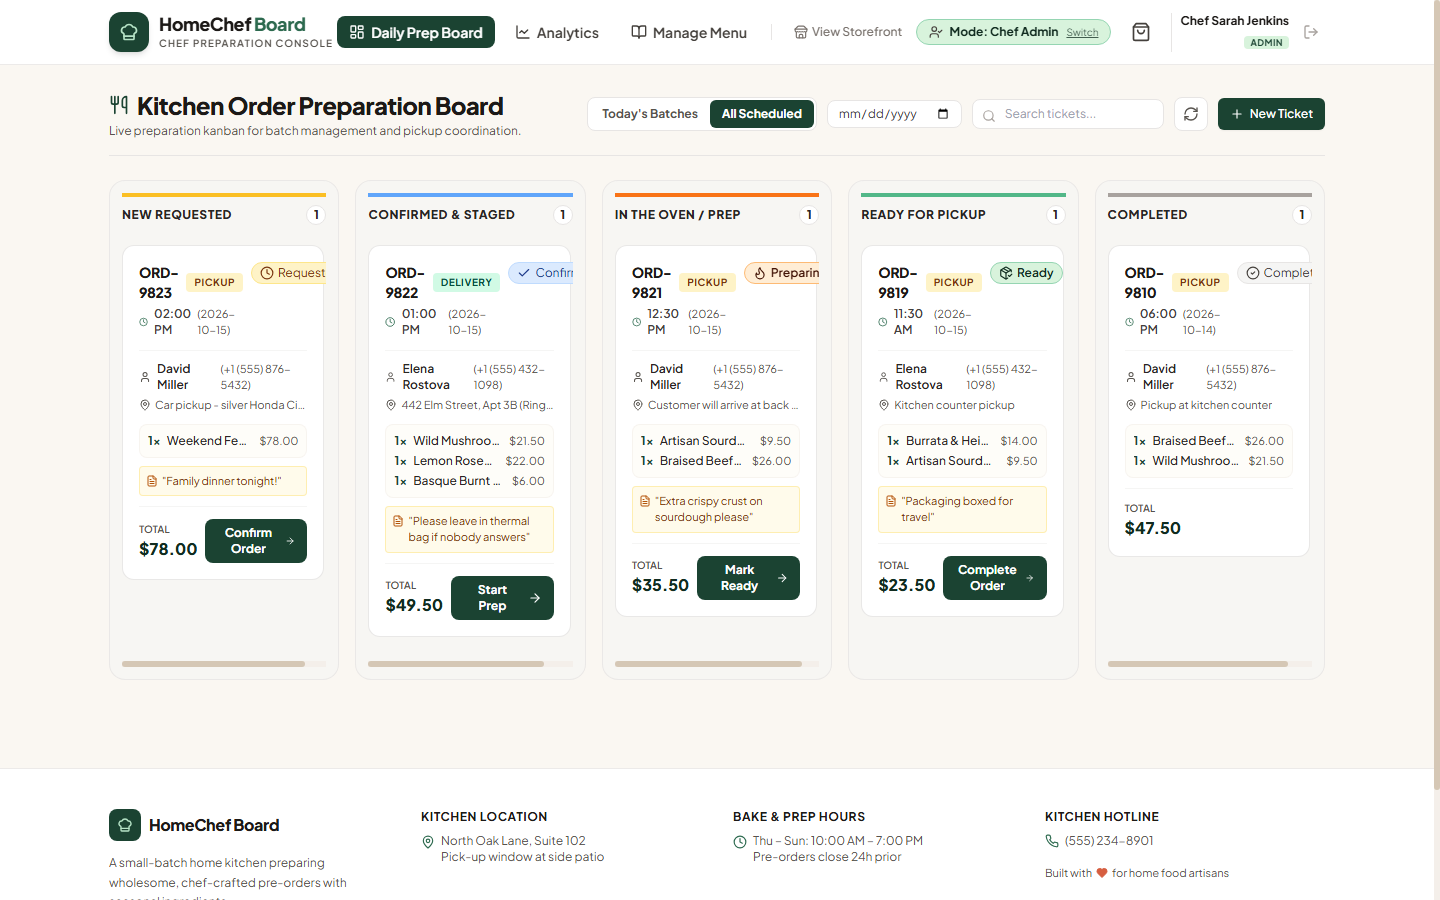 HomeChef Board
CHEF PREPARATION CONSOLE
Daily Prep Board
Analytics
Manage Menu
View Storefront
Mode: Chef Admin Switch
Chef Sarah Jenkins
ADMIN
Kitchen Order Preparation Board
Live preparation kanban for batch management and pickup coordination.
Today's Batches
All Scheduled
mm/dd/yyyy
Search tickets...
New Ticket
NEW REQUESTED 1
ORD-
9823
PICKUP
Request
02:00
PM
(2026-
10-15)
David
Miller
(+1 (555) 876-
5432)
Car pickup - silver Honda Ci...
1× Weekend Fe... $78.00
"Family dinner tonight!"
TOTAL
$78.00
Confirm
Order
CONFIRMED & STAGED 1
ORD-
9822
DELIVERY
Confir
01:00
PM
(2026-
10-15)
Elena
Rostova
(+1 (555) 432-
1098)
442 Elm Street, Apt 3B (Ring...
1× Wild Mushroo... $21.50
1× Lemon Rose... $22.00
1× Basque Burnt ... $6.00
"Please leave in thermal
bag if nobody answers"
TOTAL
$49.50
Start
Prep
IN THE OVEN / PREP 1
ORD-
9821
PICKUP
Preparin
12:30
PM
(2026-
10-15)
David
Miller
(+1 (555) 876-
5432)
Customer will arrive at back ...
1× Artisan Sourd... $9.50
1× Braised Beef... $26.00
"Extra crispy crust on
sourdough please"
TOTAL
$35.50
Mark
Ready
READY FOR PICKUP 1
ORD-
9819
PICKUP
Ready
11:30
AM
(2026-
10-15)
Elena
Rostova
(+1 (555) 432-
1098)
Kitchen counter pickup
1× Burrata & Hei... $14.00
1× Artisan Sourd... $9.50
"Packaging boxed for
travel"
TOTAL
$23.50
Complete
Order
COMPLETED 1
ORD-
9810
PICKUP
Complet
06:00
PM
(2026-
10-14)
David
Miller
(+1 (555) 876-
5432)
Pickup at kitchen counter
1× Braised Beef... $26.00
1× Wild Mushroo... $21.50
TOTAL
$47.50
HomeChef Board
A small-batch home kitchen preparing
wholesome, chef-crafted pre-orders with
KITCHEN LOCATION
North Oak Lane, Suite 102
Pick-up window at side patio
BAKE & PREP HOURS
Thu - Sun: 10:00 AM - 7:00 PM
Pre-orders close 24h prior
KITCHEN HOTLINE
(555) 234-8901
Built with ❤️ for home food artisans